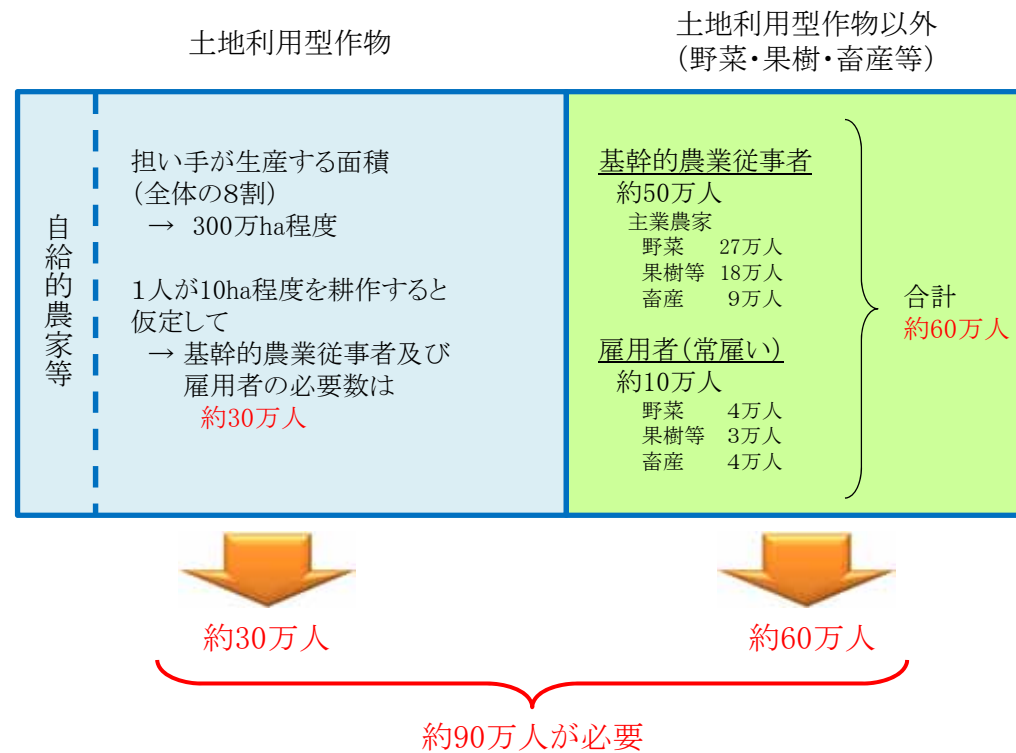 土地利用型作物
土地利用型作物以外
(野菜・果樹・畜産等)
自給的農家等
担い手が生産する面積
(全体の8割)
→ 300万ha程度
1人が10ha程度を耕作すると
仮定して
→ 基幹的農業従事者及び
雇用者の必要数は
約30万人
基幹的農業従事者
約50万人
主業農家
野菜 27万人
果樹等 18万人
畜産 9万人
雇用者(常雇い)
約10万人
野菜 4万人
果樹等 3万人
畜産 4万人
合計
約60万人
約30万人
約60万人
約90万人が必要